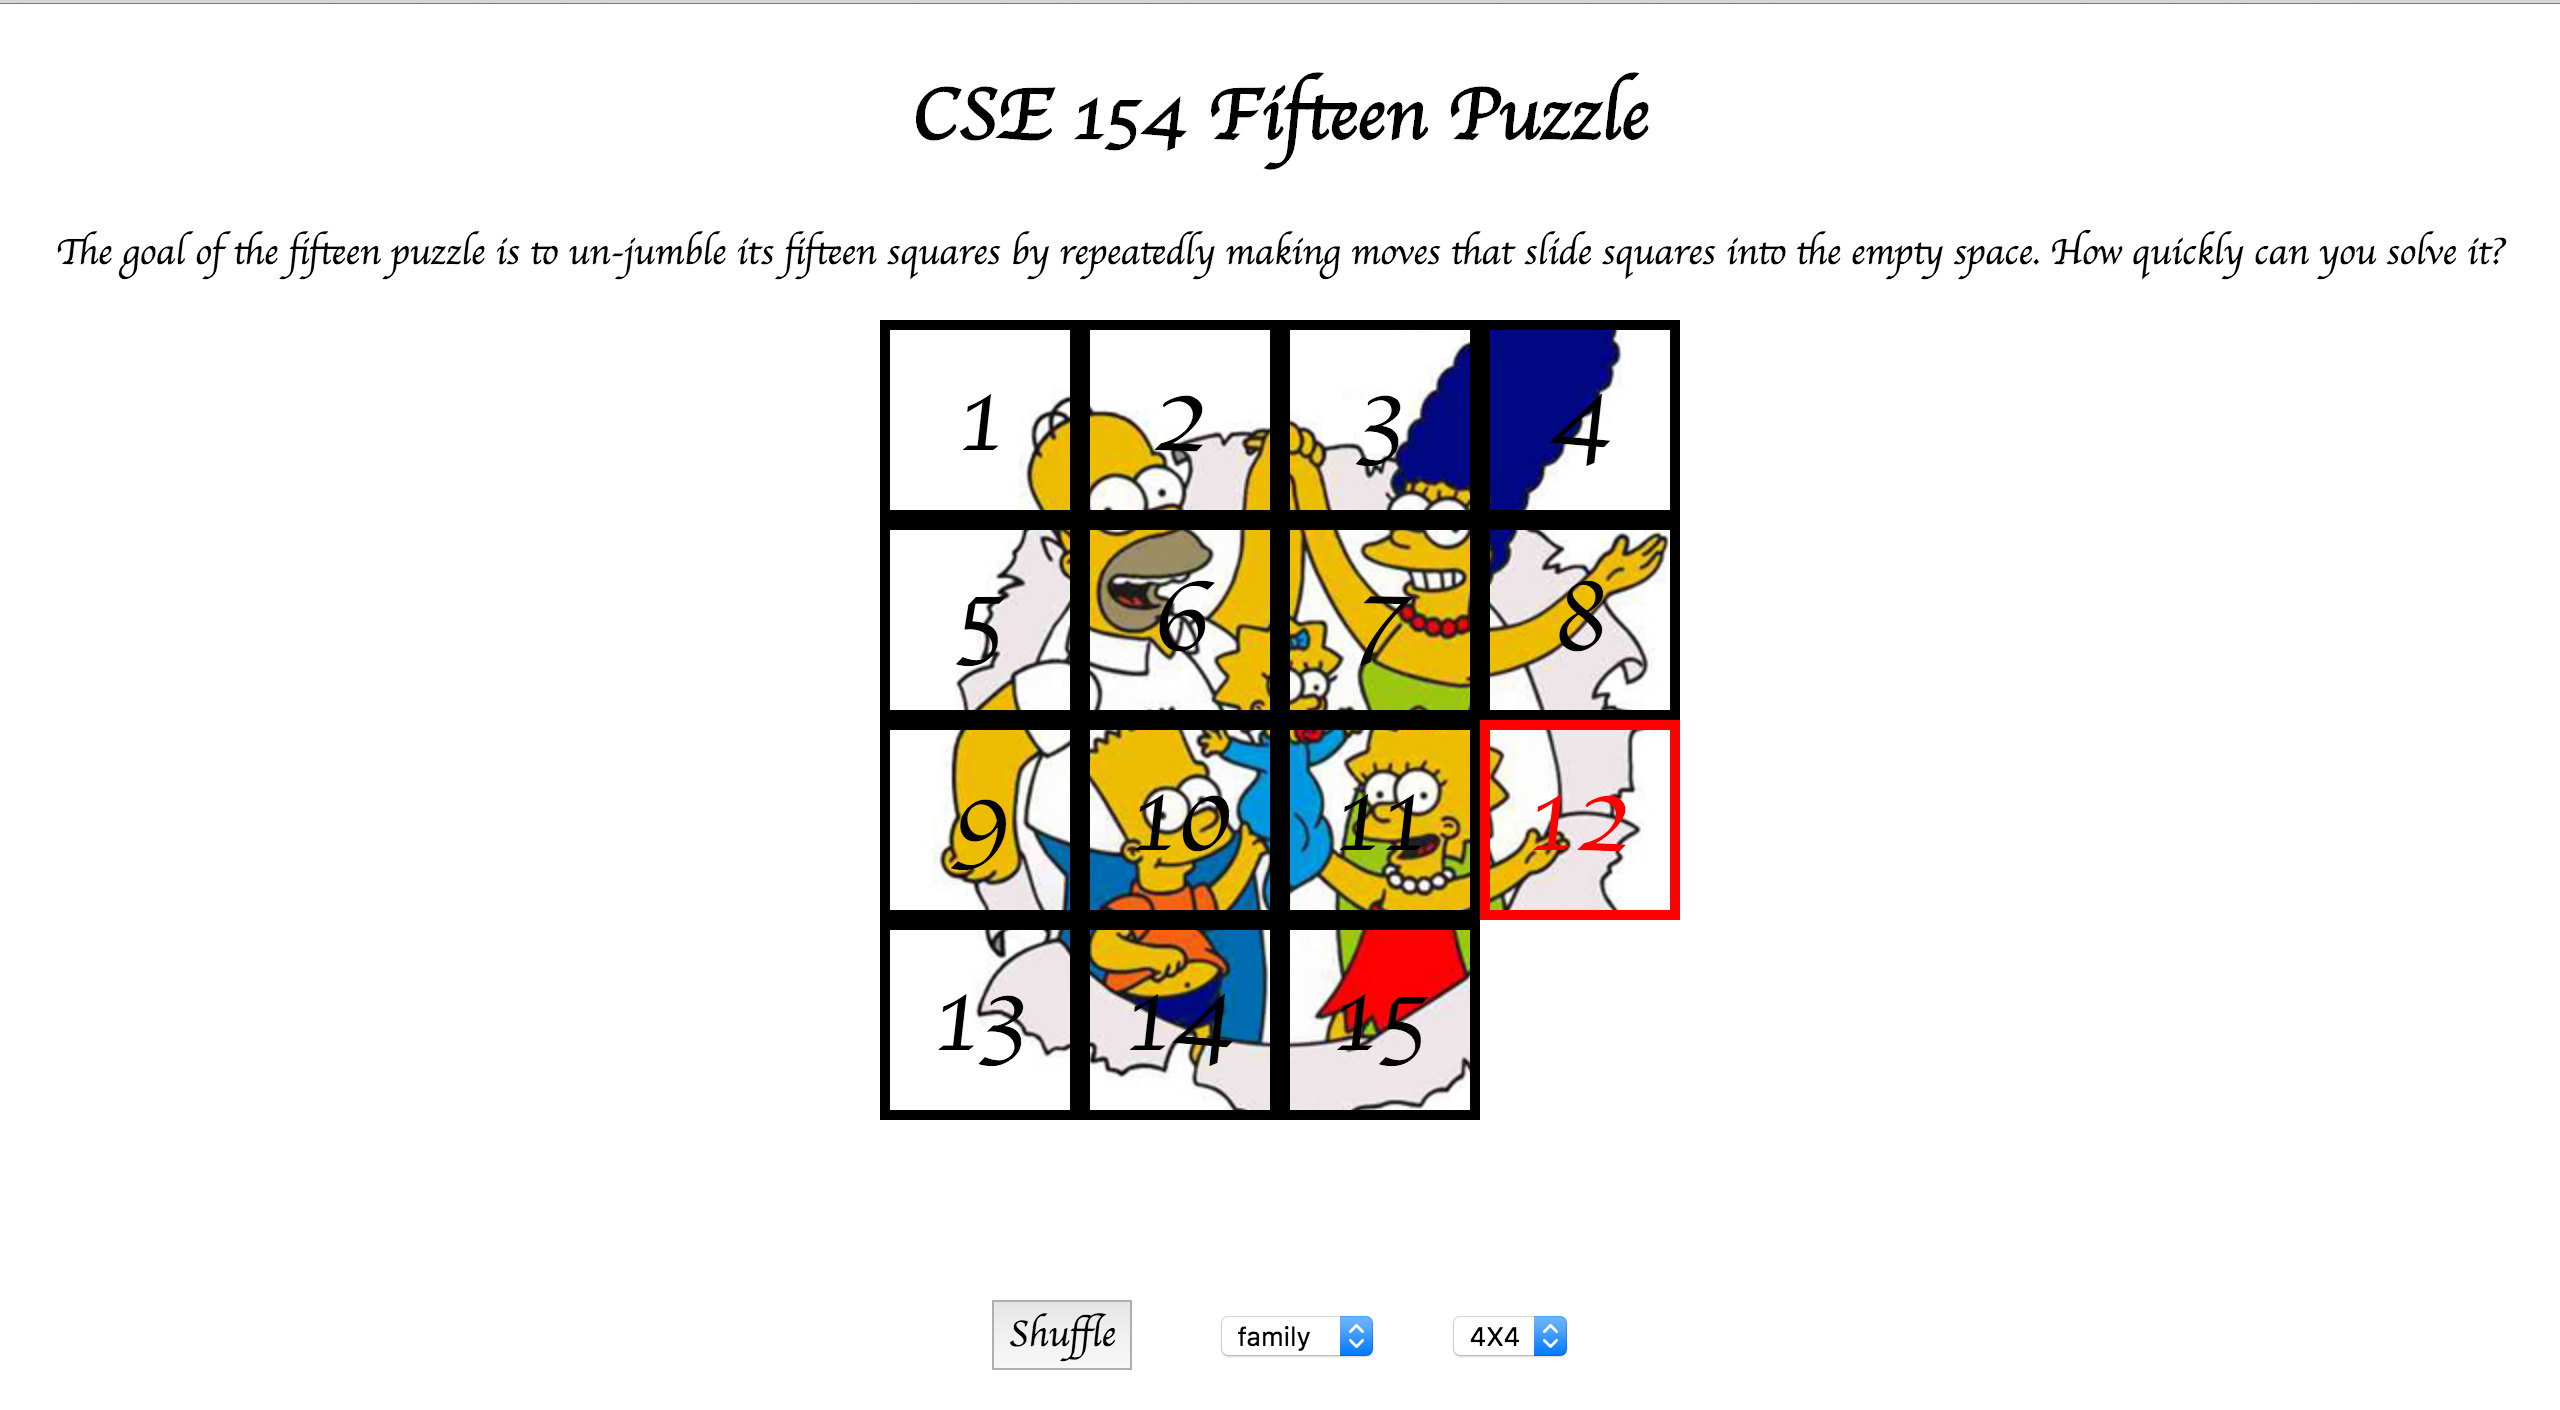 CSE 154 Fifteen Puzzle
The goal of the fifteen puzzle is to un-jumble its fifteen squares by repeatedly making moves that slide squares into the empty space. How quickly can you solve it?
1 2 3 4
5 6 7 8
9 10 11 12
13 14 15
Shuffle family 4X4